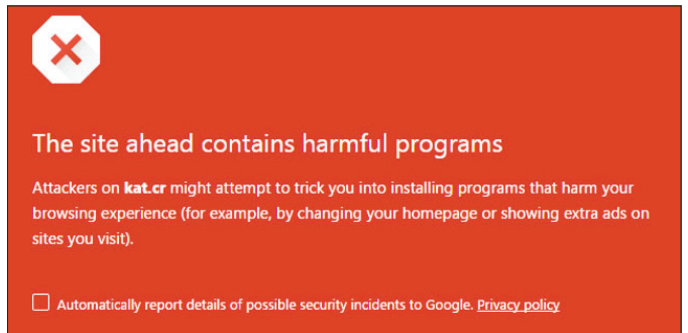 The site ahead contains harmful programs
Attackers on kat.cr might attempt to trick you into installing programs that harm your
browsing experience (for example, by changing your homepage or showing extra ads on
sites you visit).
Automatically report details of possible security incidents to Google. Privacy policy